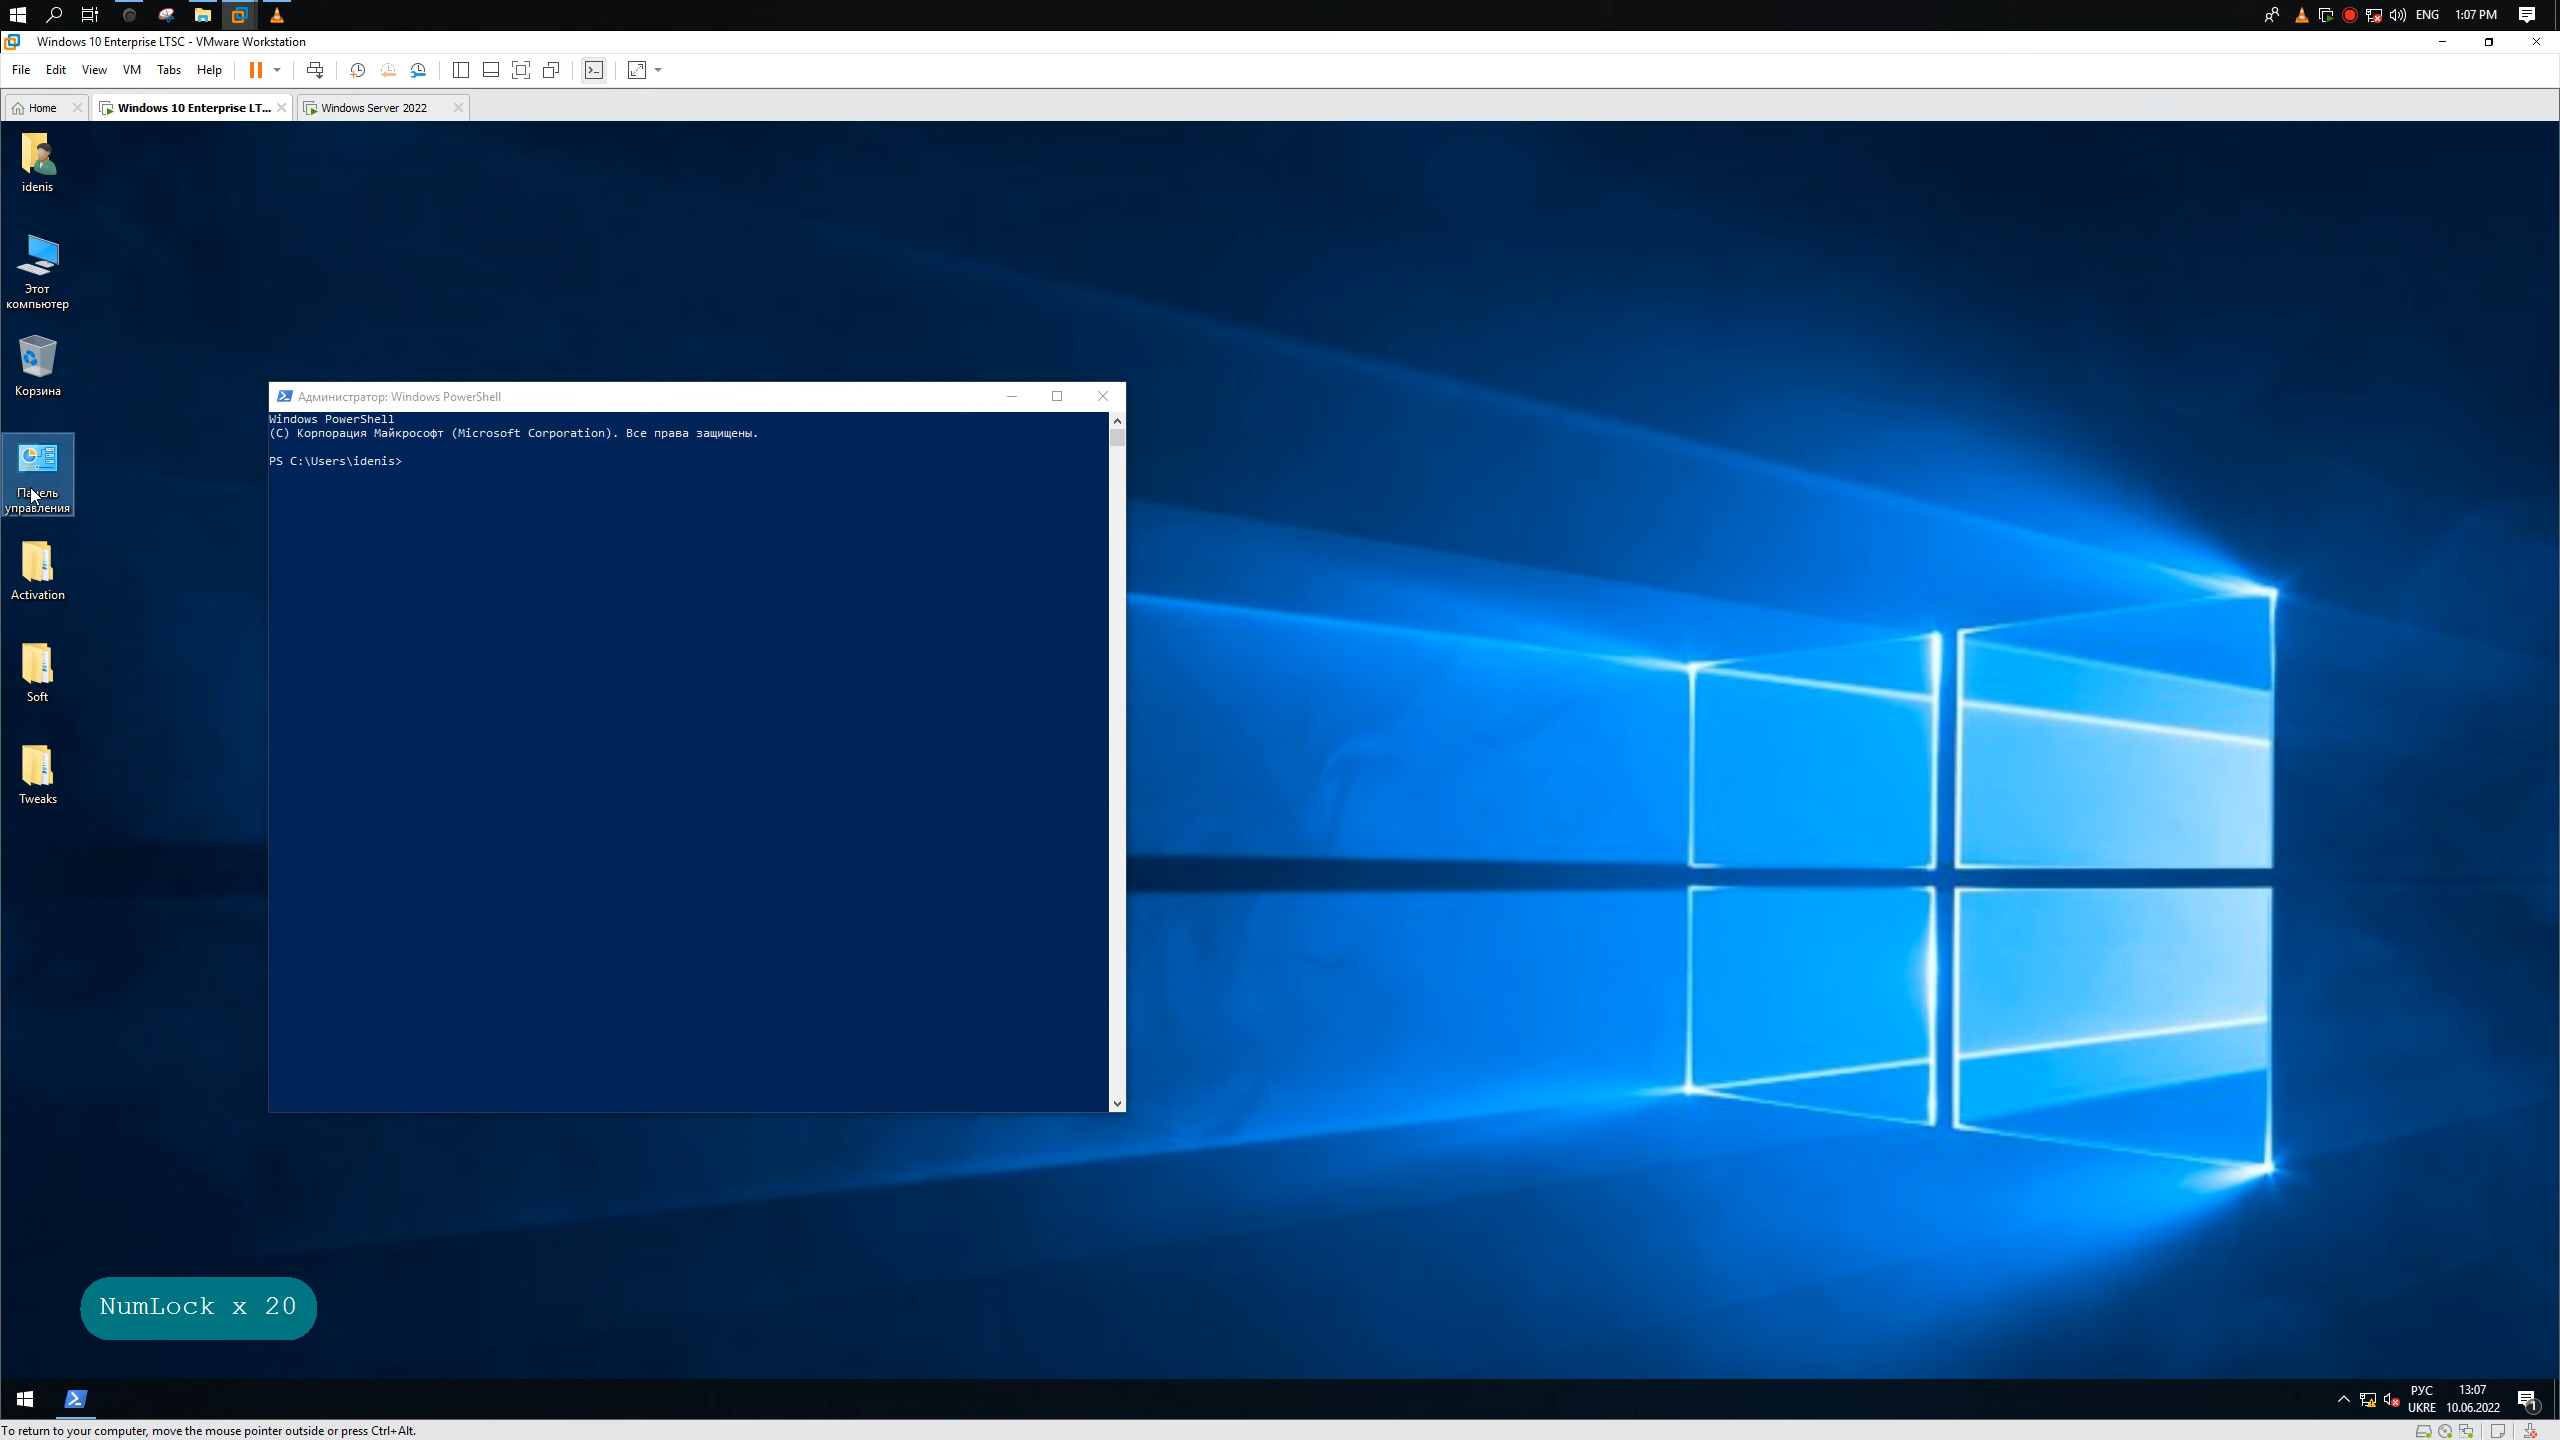 ENG 1:07 PM
Windows 10 Enterprise LTSC - VMware Workstation
File Edit View VM Tabs Help
Home Windows 10 Enterprise LT... Windows Server 2022
idenis
Этот
компьютер
Корзина
Панель
управления
Activation
Soft
Tweaks
Администратор: Windows PowerShell
Windows PowerShell
(C) Корпорация Майкрософт (Microsoft Corporation). Все права защищены.
PS C:\Users\idenis>
NumLock x 20
РУС 13:07
UKRE 10.06.2022
1
To return to your computer, move the mouse pointer outside or press Ctrl+Alt.